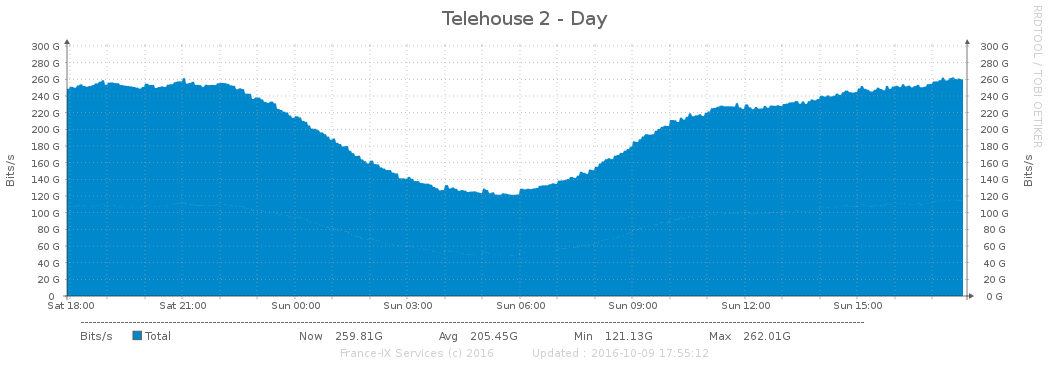 Telehouse 2 - Day
RRDTOOL / TOBI OETIKER
Bits/s
300 G 300 G
280 G 280 G
260 G 260 G
240 G 240 G
220 G 220 G
200 G 200 G
180 G 180 G
160 G 160 G
140 G 140 G
120 G 120 G
100 G 100 G
80 G 80 G
60 G 60 G
40 G 40 G
20 G 20 G
0 0 G
Bits/s
Sat 18:00 Sat 21:00 Sun 00:00 Sun 03:00 Sun 06:00 Sun 09:00 Sun 12:00 Sun 15:00
Bits/s Total Now 259.81G Avg 205.45G Min 121.13G Max 262.01G
France-IX Services (c) 2016 Updated : 2016-10-09 17:55:12